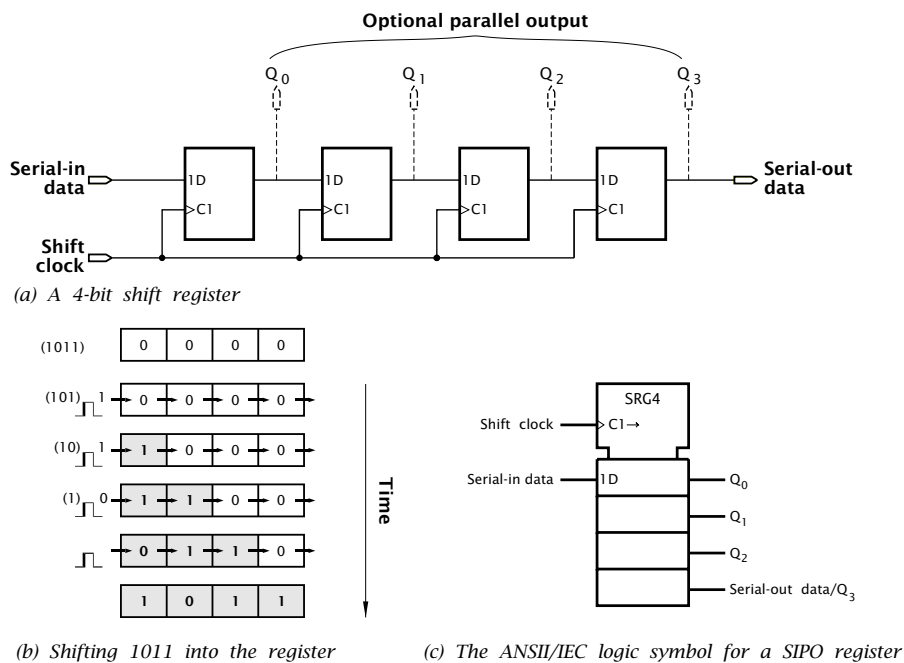 Optional parallel output
Q0 Q1 Q2 Q3
Serial-in data
1D 1D 1D 1D
Serial-out data
C1 C1 C1 C1
Shift clock
(a) A 4-bit shift register
(1011) 0 0 0 0
(101) 1 0 0 0 0
(10) 1 1 0 0 0
(1) 0 1 1 0 0
0 1 1 0
1 0 1 1
Time
(b) Shifting 1011 into the register
SRG4
Shift clock C1→
Serial-in data 1D Q0
Q1
Q2
Serial-out data/Q3
(c) The ANSII/IEC logic symbol for a SIPO register